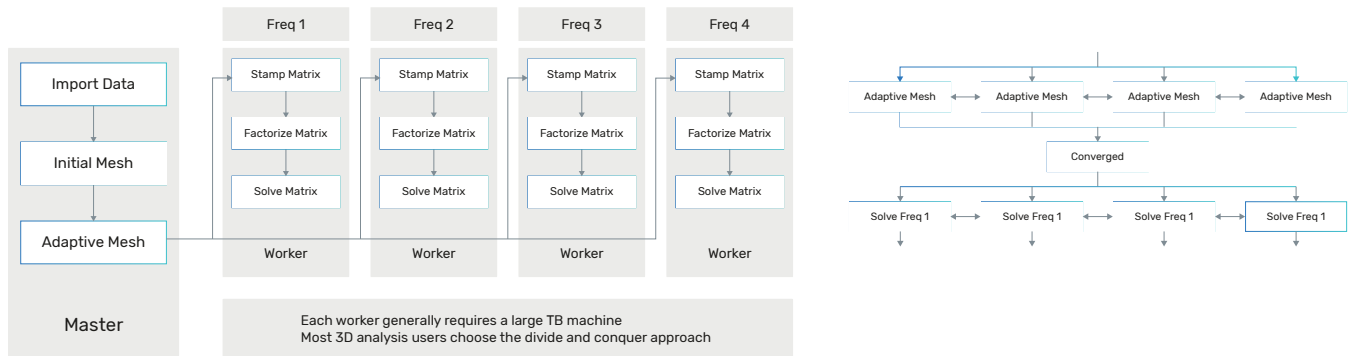 Freq 1
Freq 2
Freq 3
Freq 4
Import Data
Initial Mesh
Adaptive Mesh
Master
Stamp Matrix
Factorize Matrix
Solve Matrix
Worker
Stamp Matrix
Factorize Matrix
Solve Matrix
Worker
Stamp Matrix
Factorize Matrix
Solve Matrix
Worker
Stamp Matrix
Factorize Matrix
Solve Matrix
Worker
Each worker generally requires a large TB machine
Most 3D analysis users choose the divide and conquer approach
Adaptive Mesh
Adaptive Mesh
Adaptive Mesh
Adaptive Mesh
Converged
Solve Freq 1
Solve Freq 1
Solve Freq 1
Solve Freq 1